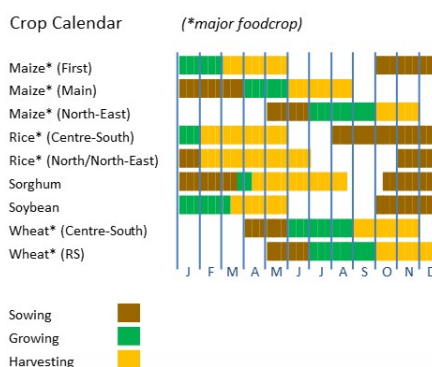 Crop Calendar (*major foodcrop)
Maize* (First)
Maize* (Main)
Maize* (North-East)
Rice* (Centre-South)
Rice* (North/North-East)
Sorghum
Soybean
Wheat* (Centre-South)
Wheat* (RS)
J F M A M J J A S O N D
Sowing
Growing
Harvesting